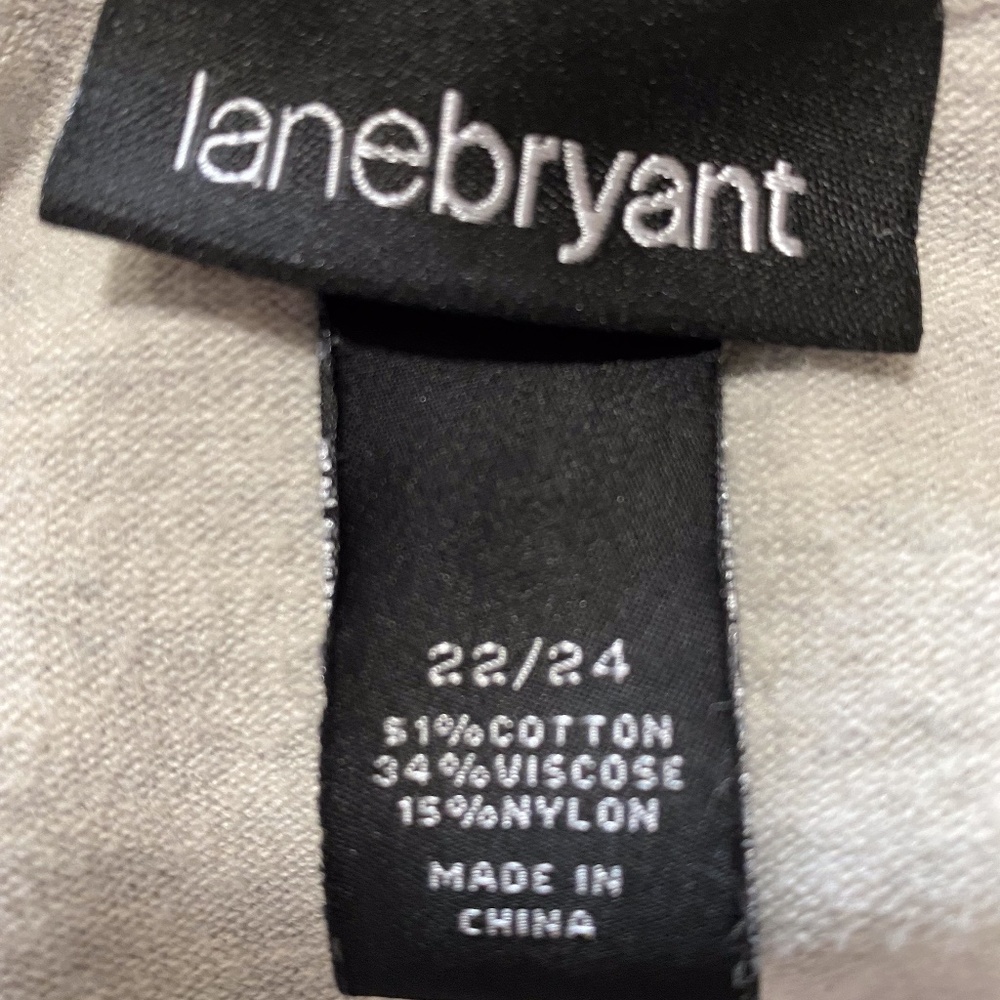 lanebryant
22/24
51%COTTON
34%VISCOSE
15%NYLON
MADE IN
CHINA